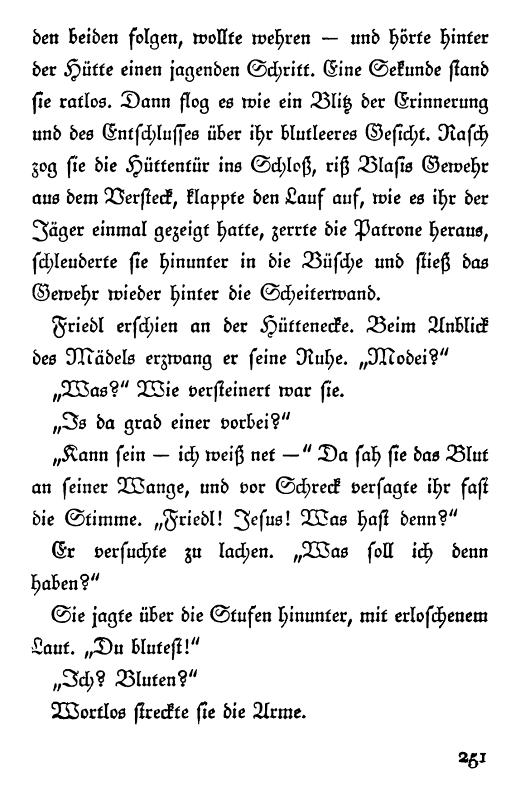 den beiden folgen, wollte wehren — und hörte hinter
der Hütte einen jagenden Schritt. Eine Sekunde stand
sie ratlos. Dann flog es wie ein Blitz der Erinnerung
und des Entschlusses über ihr blutleeres Gesicht. Rasch
zog sie die Hüttentür ins Schloß, riß Blasis Gewehr
aus dem Versteck, klappte den Lauf auf, wie es ihr der
Jäger einmal gezeigt hatte, zerrte die Patrone heraus,
schleuderte sie hinunter in die Büsche und stieß das
Gewehr wieder hinter die Scheiterwand.
Friedl erschien an der Hüttenecke. Beim Anblick
des Mädels erzwang er seine Ruhe. „Modei?“
„Was?“ Wie versteinert war sie.
„Is da grad einer vorbei?“
„Kann sein — ich weiß net —“ Da sah sie das Blut
an seiner Wange, und vor Schreck versagte ihr fast
die Stimme. „Friedl! Jesus! Was hast denn?“
Er versuchte zu lachen. „Was soll ich denn
haben?“
Sie jagte über die Stufen hinunter, mit erloschenem
Laut. „Du blutest!“
„Ich? Bluten?“
Wortlos streckte sie die Arme.
251